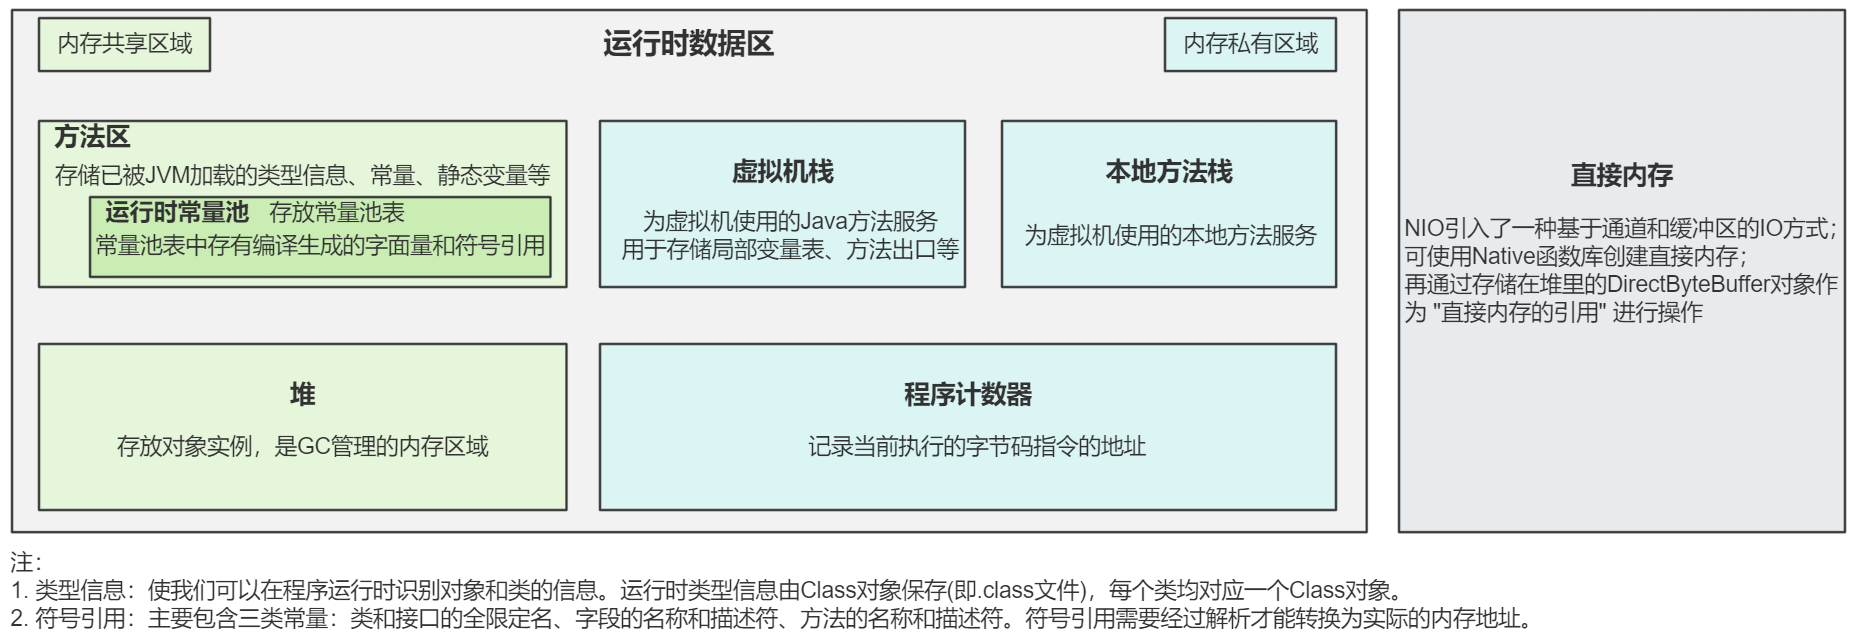 内存共享区域
运行时数据区
内存私有区域
方法区
存储已被JVM加载的类型信息、常量、静态变量等
运行时常量池 存放常量池表
常量池表中存有编译生成的字面量和符号引用
虚拟机栈
为虚拟机使用的Java方法服务
用于存储局部变量表、方法出口等
本地方法栈
为虚拟机使用的本地方法服务
堆
存放对象实例，是GC管理的内存区域
程序计数器
记录当前执行的字节码指令的地址
直接内存
NIO引入了一种基于通道和缓冲区的IO方式；
可使用Native函数库创建直接内存；
再通过存储在堆里的DirectByteBuffer对象作
为 "直接内存的引用" 进行操作
注：
1. 类型信息：使我们可以在程序运行时识别对象和类的信息。运行时类型信息由Class对象保存(即.class文件)，每个类均对应一个Class对象。
2. 符号引用：主要包含三类常量：类和接口的全限定名、字段的名称和描述符、方法的名称和描述符。符号引用需要经过解析才能转换为实际的内存地址。